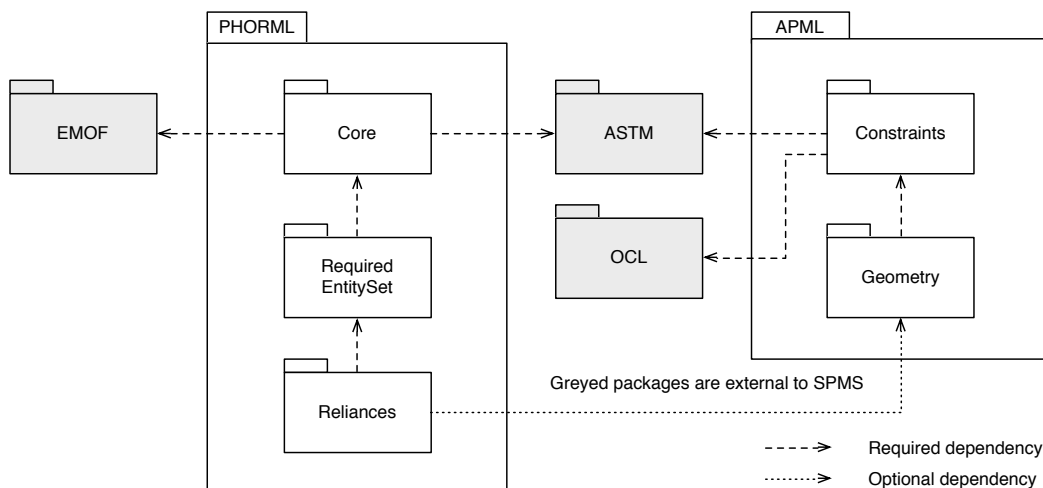 PHORML
APML
EMOF
Core
ASTM
Constraints
Required
EntitySet
OCL
Geometry
Reliances
Greyed packages are external to SPMS
Required dependency
Optional dependency